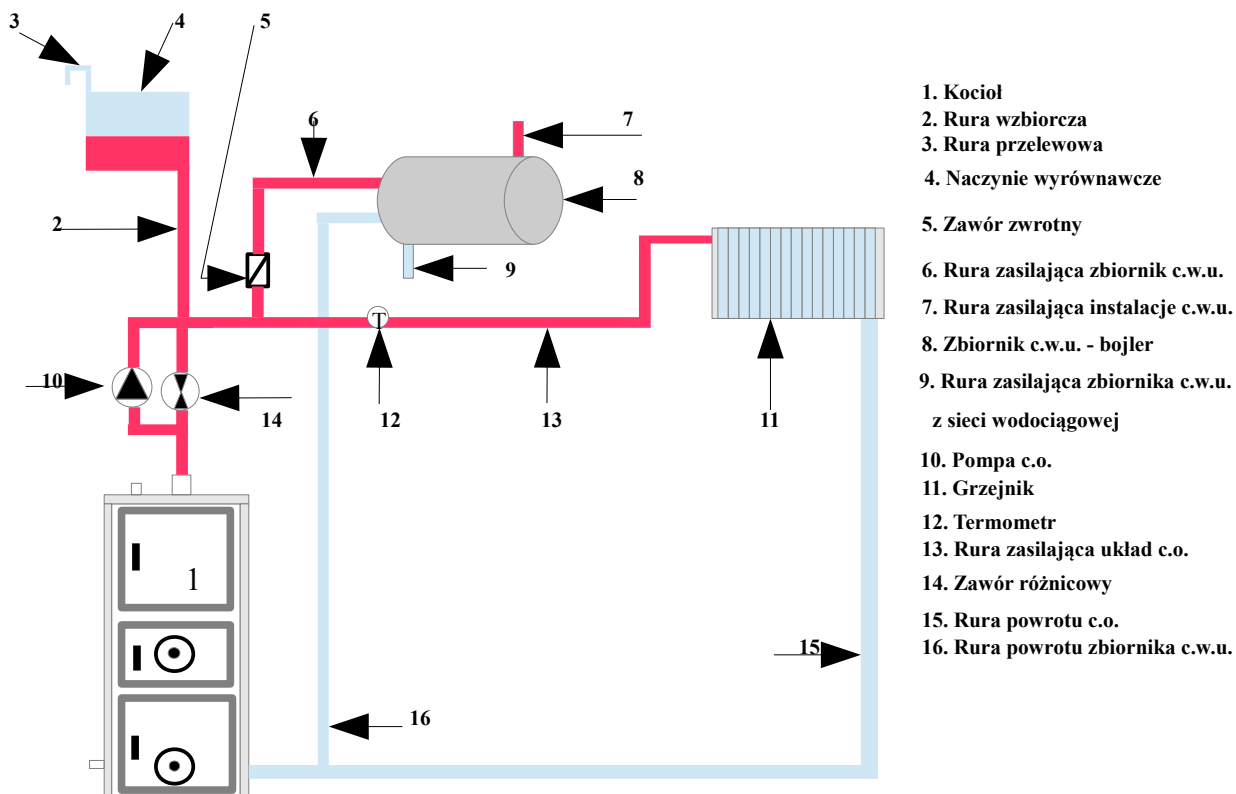 3
4
5
6
7
8
2
9
T
10
14
12
13
11
1
15
16
1. Kocioł
2. Rura wzbiorcza
3. Rura przelewowa
4. Naczynie wyrównawcze
5. Zawór zwrotny
6. Rura zasilająca zbiornik c.w.u.
7. Rura zasilająca instalacje c.w.u.
8. Zbiornik c.w.u. - bojler
9. Rura zasilająca zbiornika c.w.u.
z sieci wodociągowej
10. Pompa c.o.
11. Grzejnik
12. Termometr
13. Rura zasilająca układ c.o.
14. Zawór różnicowy
15. Rura powrotu c.o.
16. Rura powrotu zbiornika c.w.u.